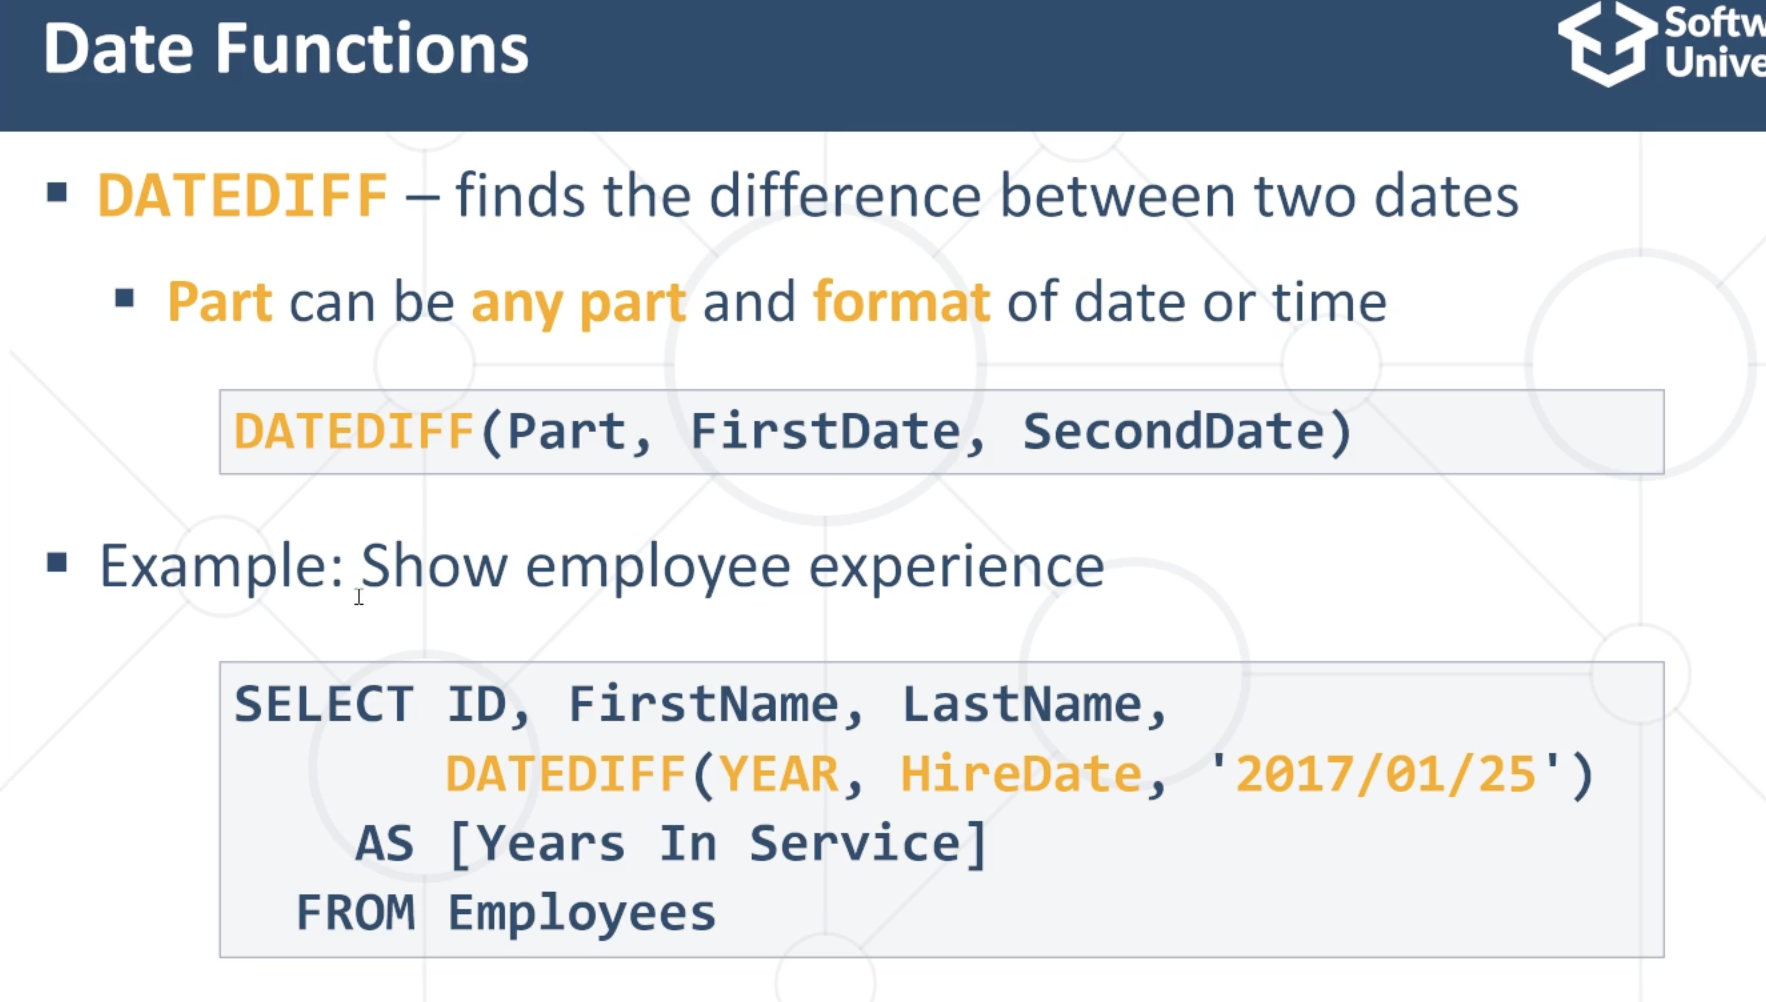 Date Functions
Softw
Unive
▪ DATEDIFF – finds the difference between two dates
▪ Part can be any part and format of date or time
DATEDIFF(Part, FirstDate, SecondDate)
▪ Example: Show employee experience
SELECT ID, FirstName, LastName,
DATEDIFF(YEAR, HireDate, '2017/01/25')
AS [Years In Service]
FROM Employees